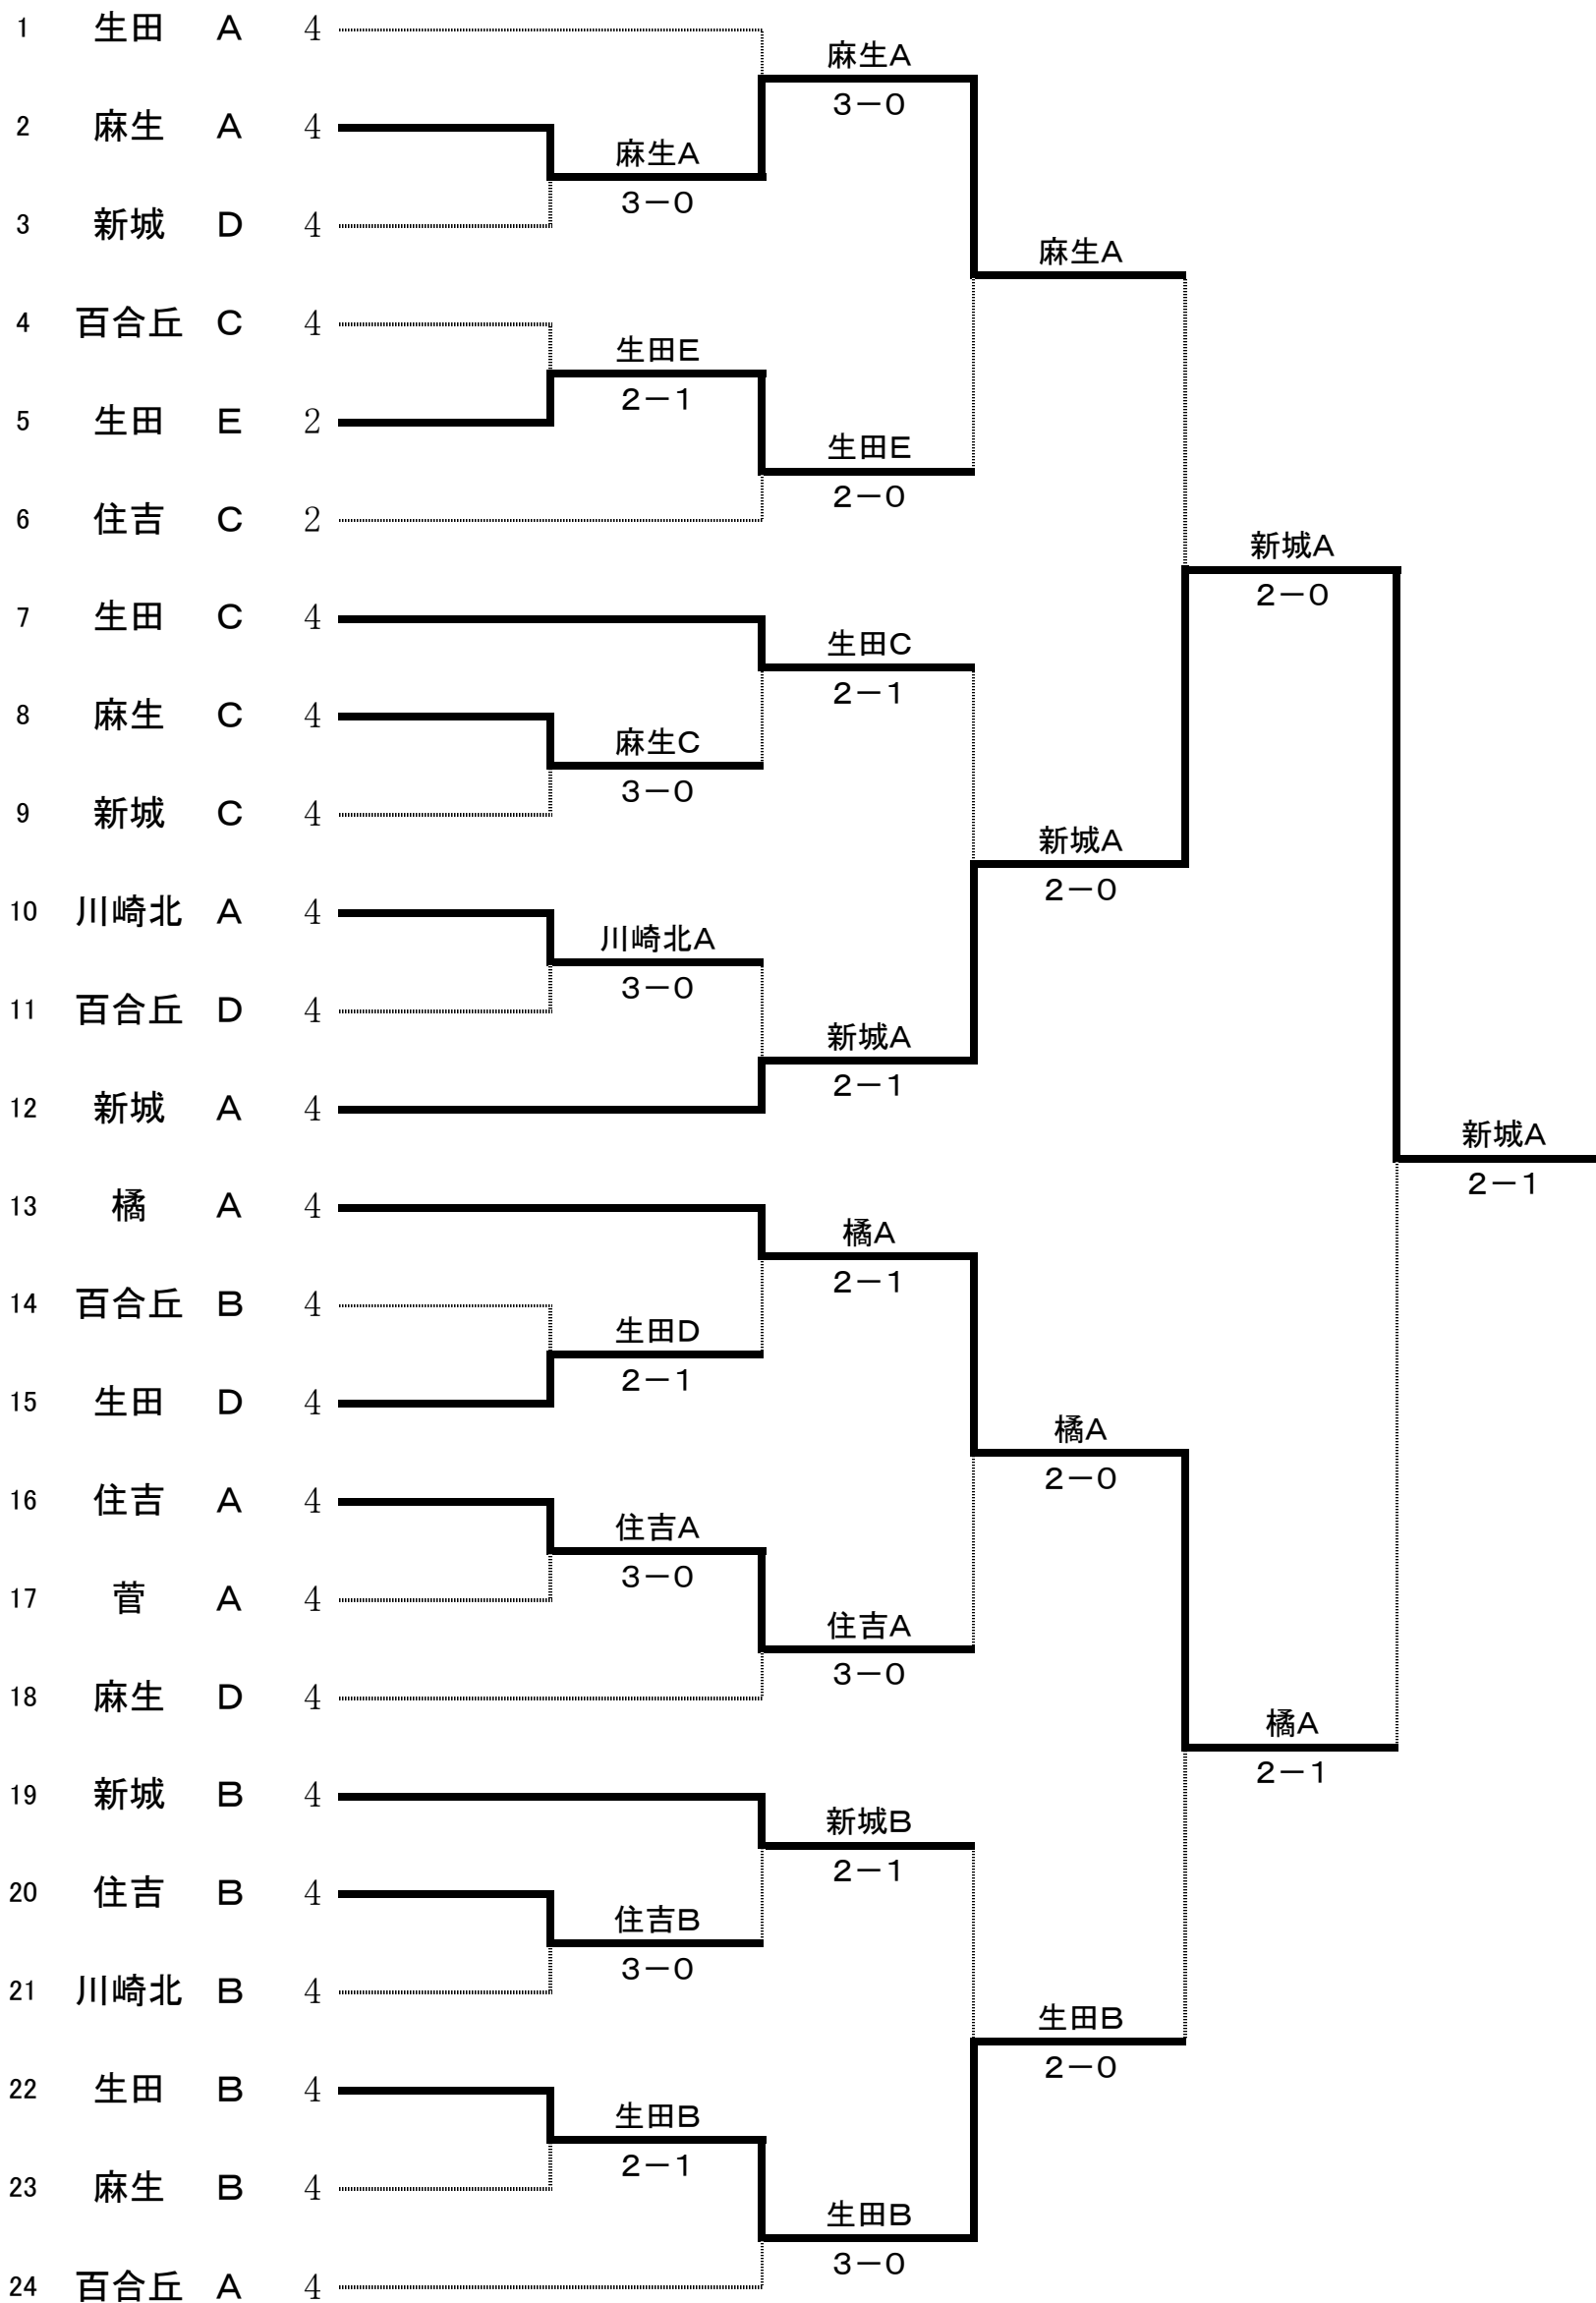 1 生田 A 4
麻生A
3－0
2 麻生 A 4
麻生A
3－0
3 新城 D 4
麻生A
4 百合丘 C 4
生田E
2－1
5 生田 E 2
生田E
2－0
6 住吉 C 2
新城A
2－0
7 生田 C 4
生田C
2－1
8 麻生 C 4
麻生C
3－0
9 新城 C 4
新城A
2－0
10 川崎北 A 4
川崎北A
3－0
11 百合丘 D 4
新城A
2－1
12 新城 A 4
新城A
2－1
13 橘 A 4
橘A
2－1
14 百合丘 B 4
生田D
2－1
15 生田 D 4
橘A
2－0
16 住吉 A 4
住吉A
3－0
17 菅 A 4
住吉A
3－0
18 麻生 D 4
橘A
2－1
19 新城 B 4
新城B
2－1
20 住吉 B 4
住吉B
3－0
21 川崎北 B 4
生田B
2－0
22 生田 B 4
生田B
2－1
23 麻生 B 4
生田B
3－0
24 百合丘 A 4